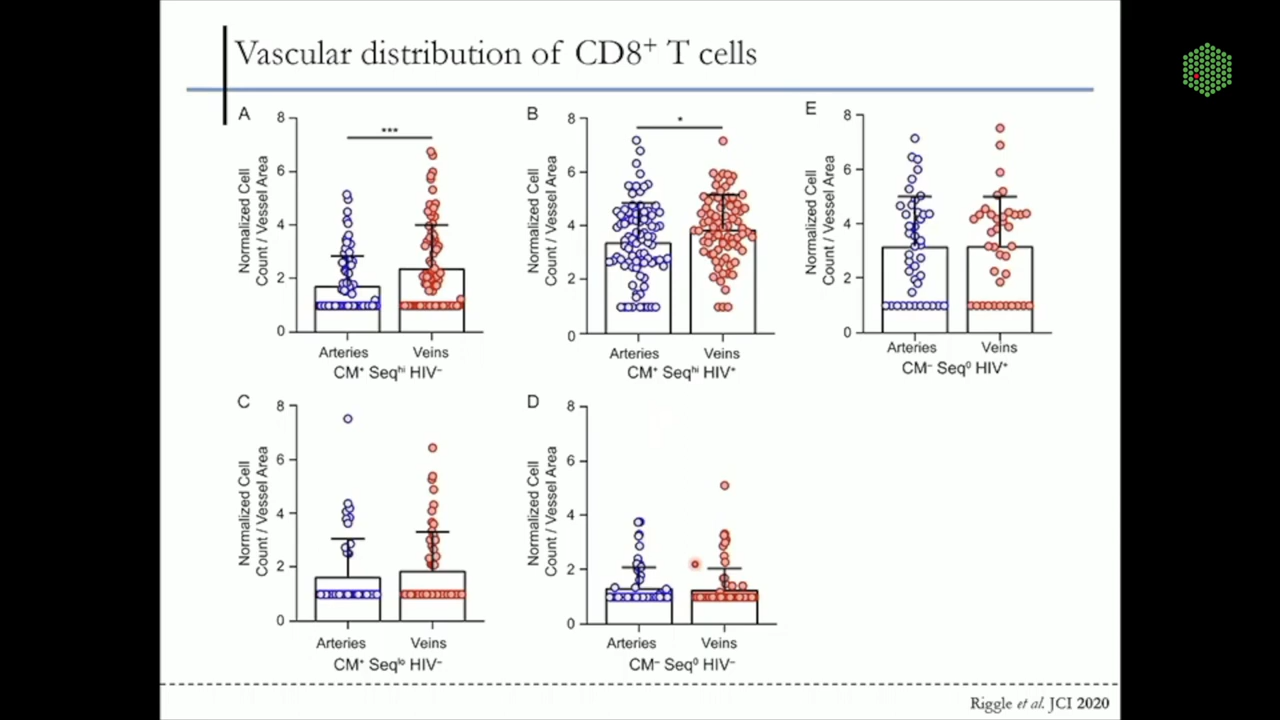 Vascular distribution of CD8⁺ T cells
A
8
6
4
2
0
Normalized Cell
Count / Vessel Area
***
Arteries
Veins
CM⁺ Seqʰⁱ HIV⁻
B
8
6
4
2
0
Normalized Cell
Count / Vessel Area
*
Arteries
Veins
CM⁺ Seqʰⁱ HIV⁺
E
8
6
4
2
0
Normalized Cell
Count / Vessel Area
Arteries
Veins
CM⁻ Seq⁰ HIV⁺
C
8
6
4
2
0
Normalized Cell
Count / Vessel Area
Arteries
Veins
CM⁺ Seqˡᵒ HIV⁻
D
8
6
4
2
0
Normalized Cell
Count / Vessel Area
Arteries
Veins
CM⁻ Seq⁰ HIV⁻
Riggle et al. JCI 2020